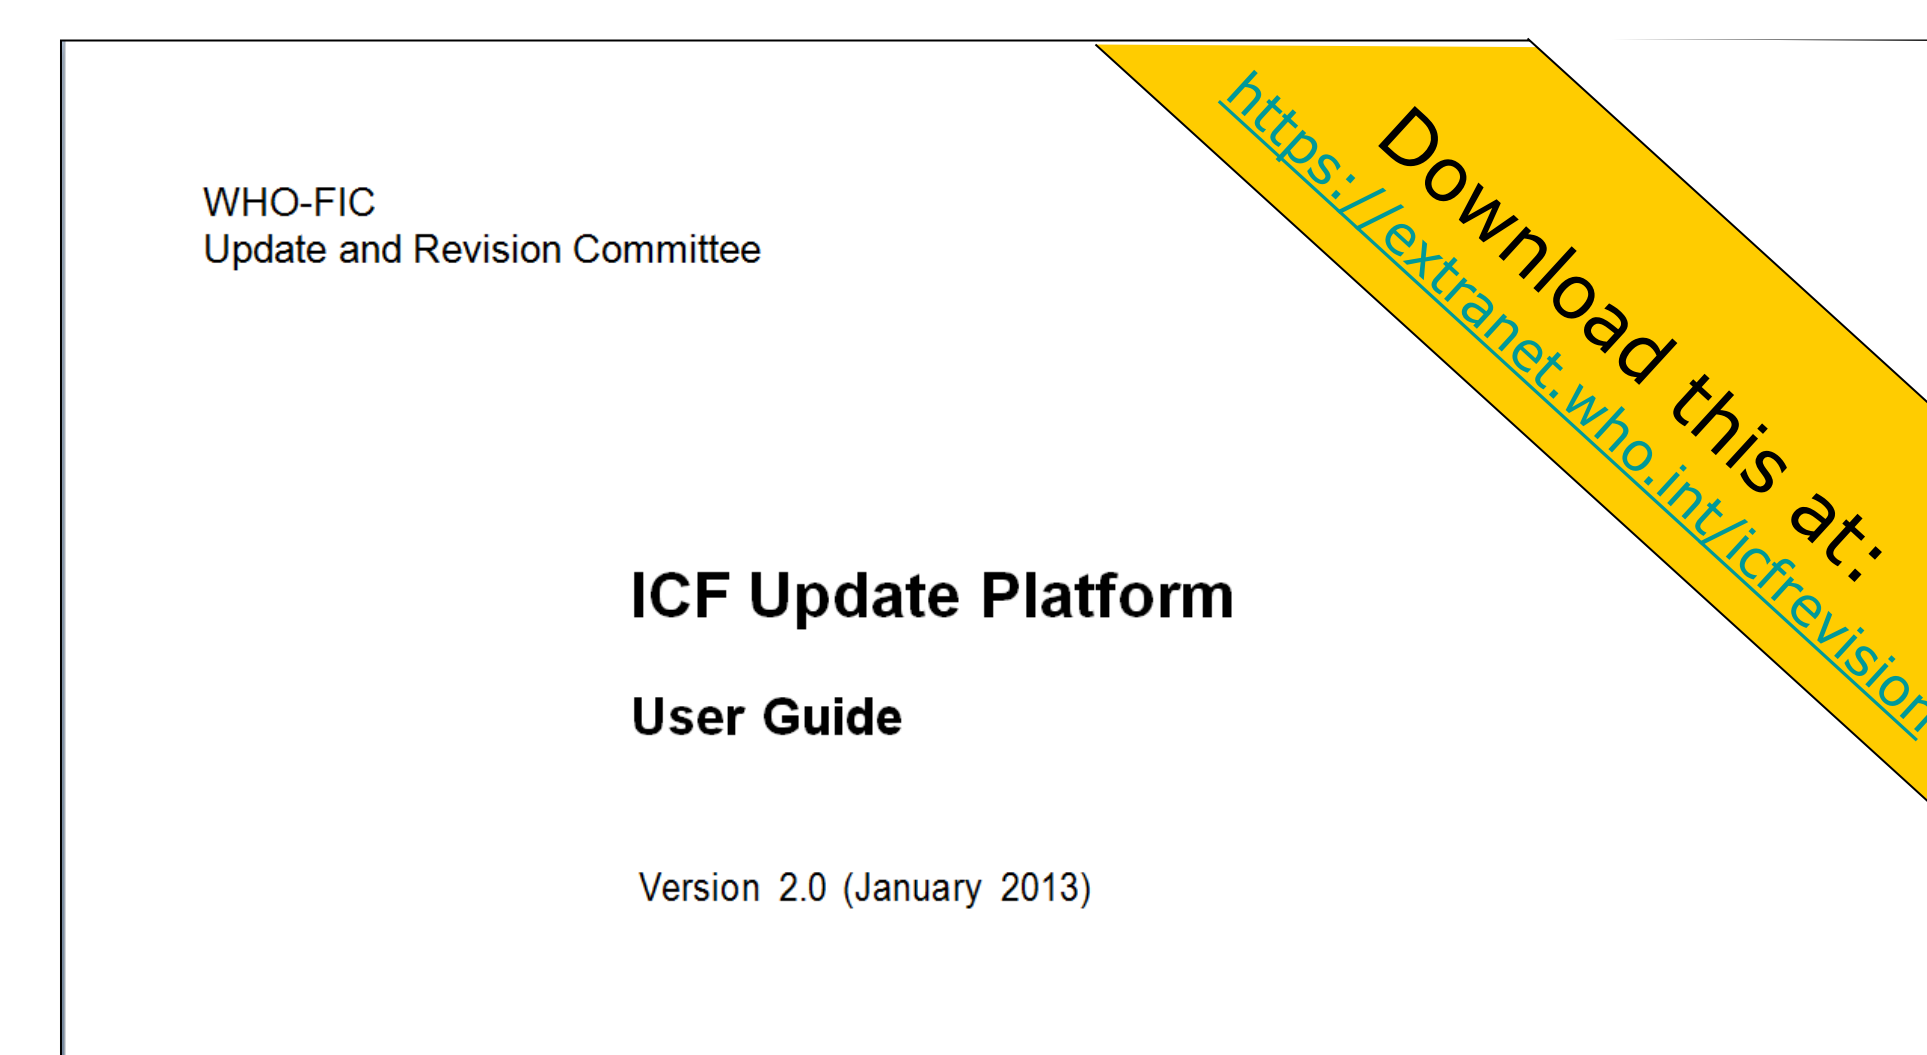 WHO-FIC
Update and Revision Committee
Download this at:
https://extranet.who.int/icfrevision
ICF Update Platform
User Guide
Version 2.0 (January 2013)